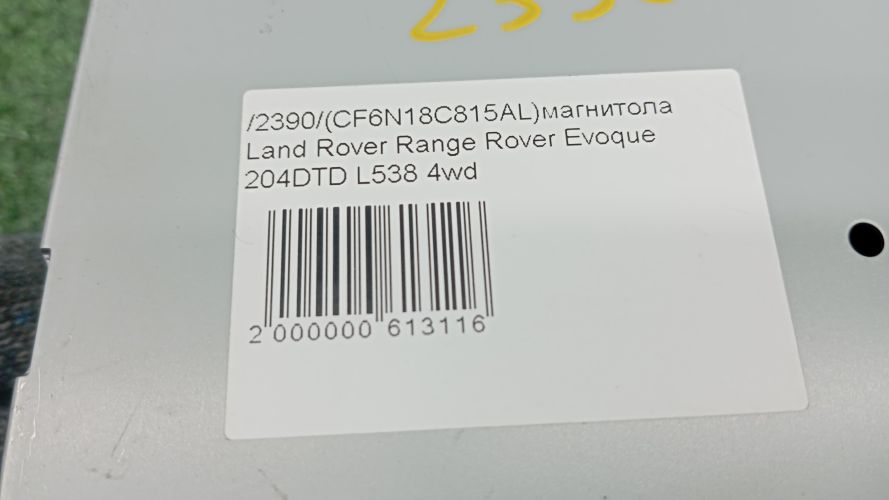 /2390/(CF6N18C815AL)магнитола
Land Rover Range Rover Evoque
204DTD L538 4wd
2 000000 613116